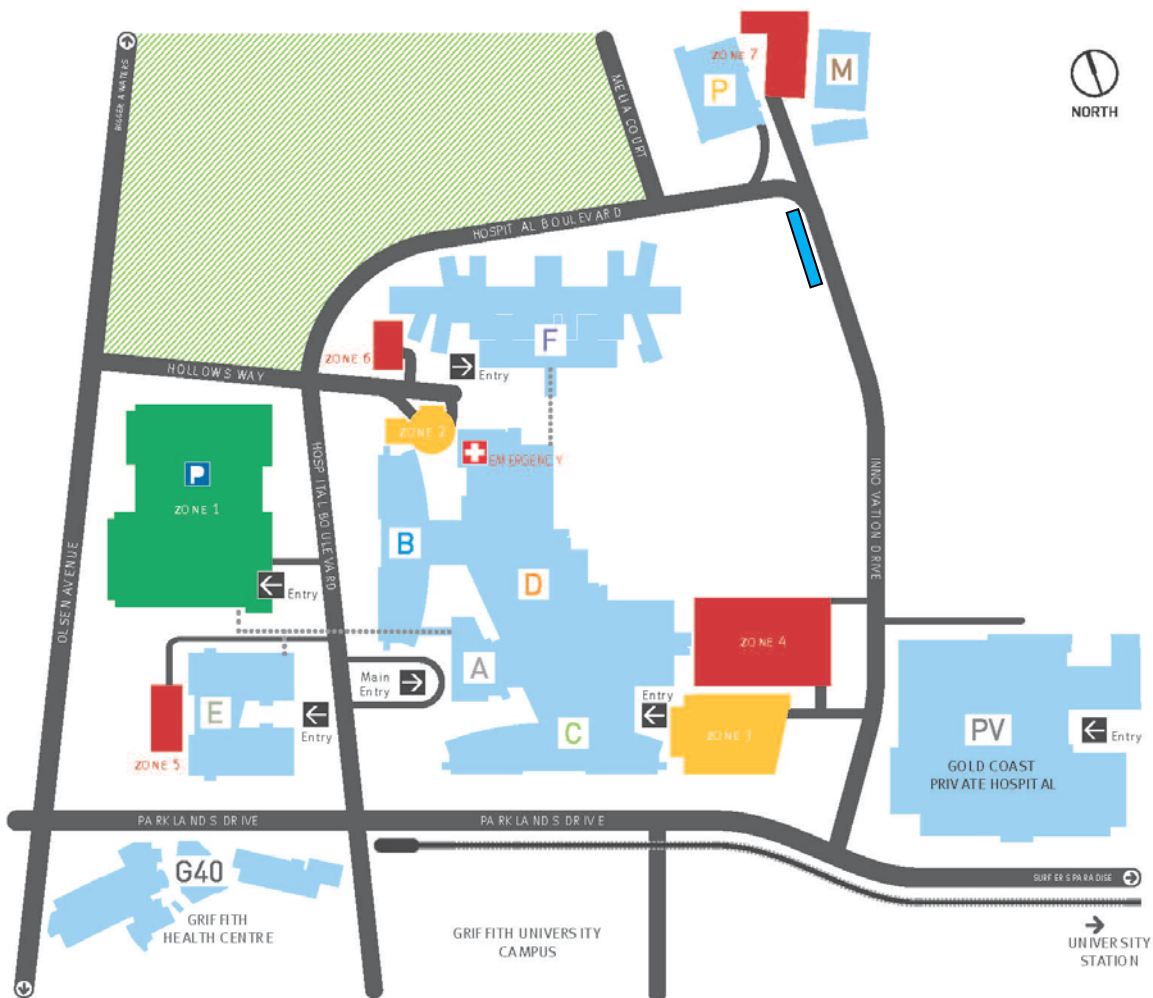 BIGGERA WATERS
MELIA COURT
ZONE 7
P
M
NORTH
HOSPITAL BOULEVARD
ZONE 6
F
Entry
HOLLOWS WAY
ZONE 2
EMERGENCY
P
ZONE 1
HOSPITAL BOULEVARD
B
INNOVATION DRIVE
OLSEN AVENUE
Entry
D
ZONE 4
A
Main
Entry
E
Entry
Entry
C
ZONE 3
PV
Entry
GOLD COAST
PRIVATE HOSPITAL
ZONE 5
PARKLANDS DRIVE
PARKLANDS DRIVE
G40
GRIFFITH
HEALTH CENTRE
GRIFFITH UNIVERSITY
CAMPUS
SURFERS PARADISE
UNIVERSITY
STATION